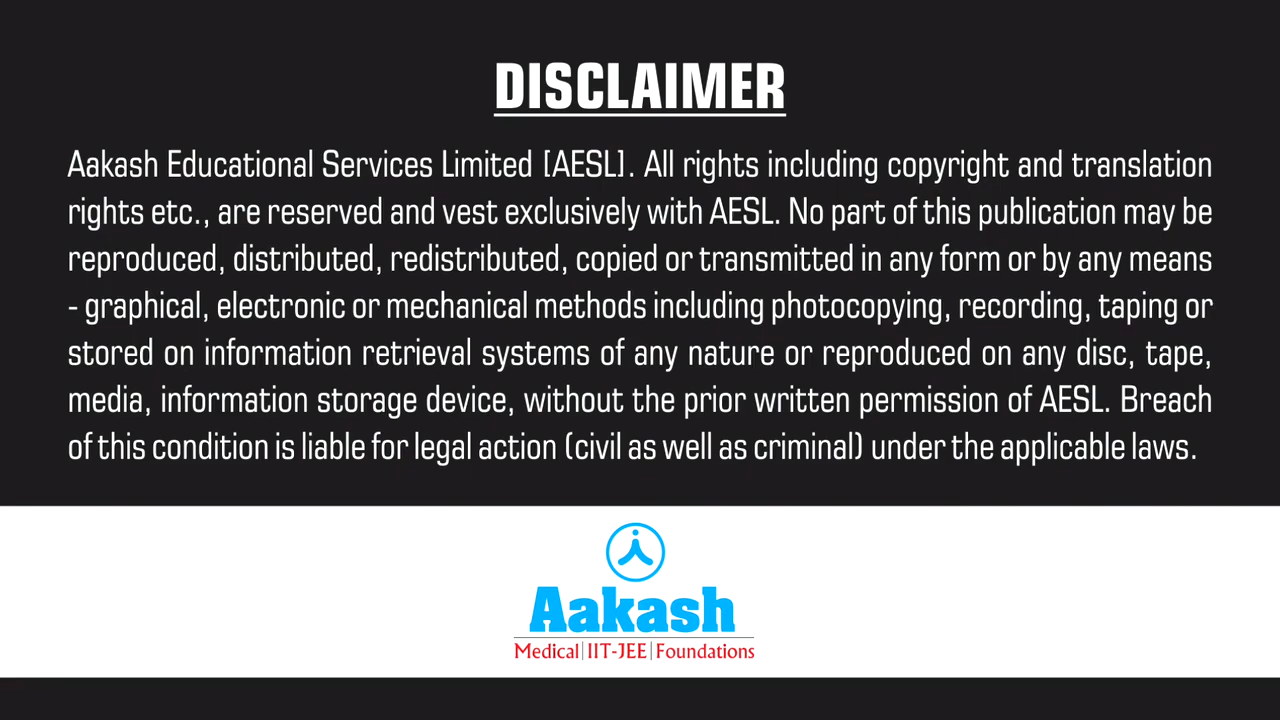 DISCLAIMER
Aakash Educational Services Limited [AESL]. All rights including copyright and translation
rights etc., are reserved and vest exclusively with AESL. No part of this publication may be
reproduced, distributed, redistributed, copied or transmitted in any form or by any means
- graphical, electronic or mechanical methods including photocopying, recording, taping or
stored on information retrieval systems of any nature or reproduced on any disc, tape,
media, information storage device, without the prior written permission of AESL. Breach
of this condition is liable for legal action (civil as well as criminal) under the applicable laws.
Aakash
Medical|IIT-JEE|Foundations